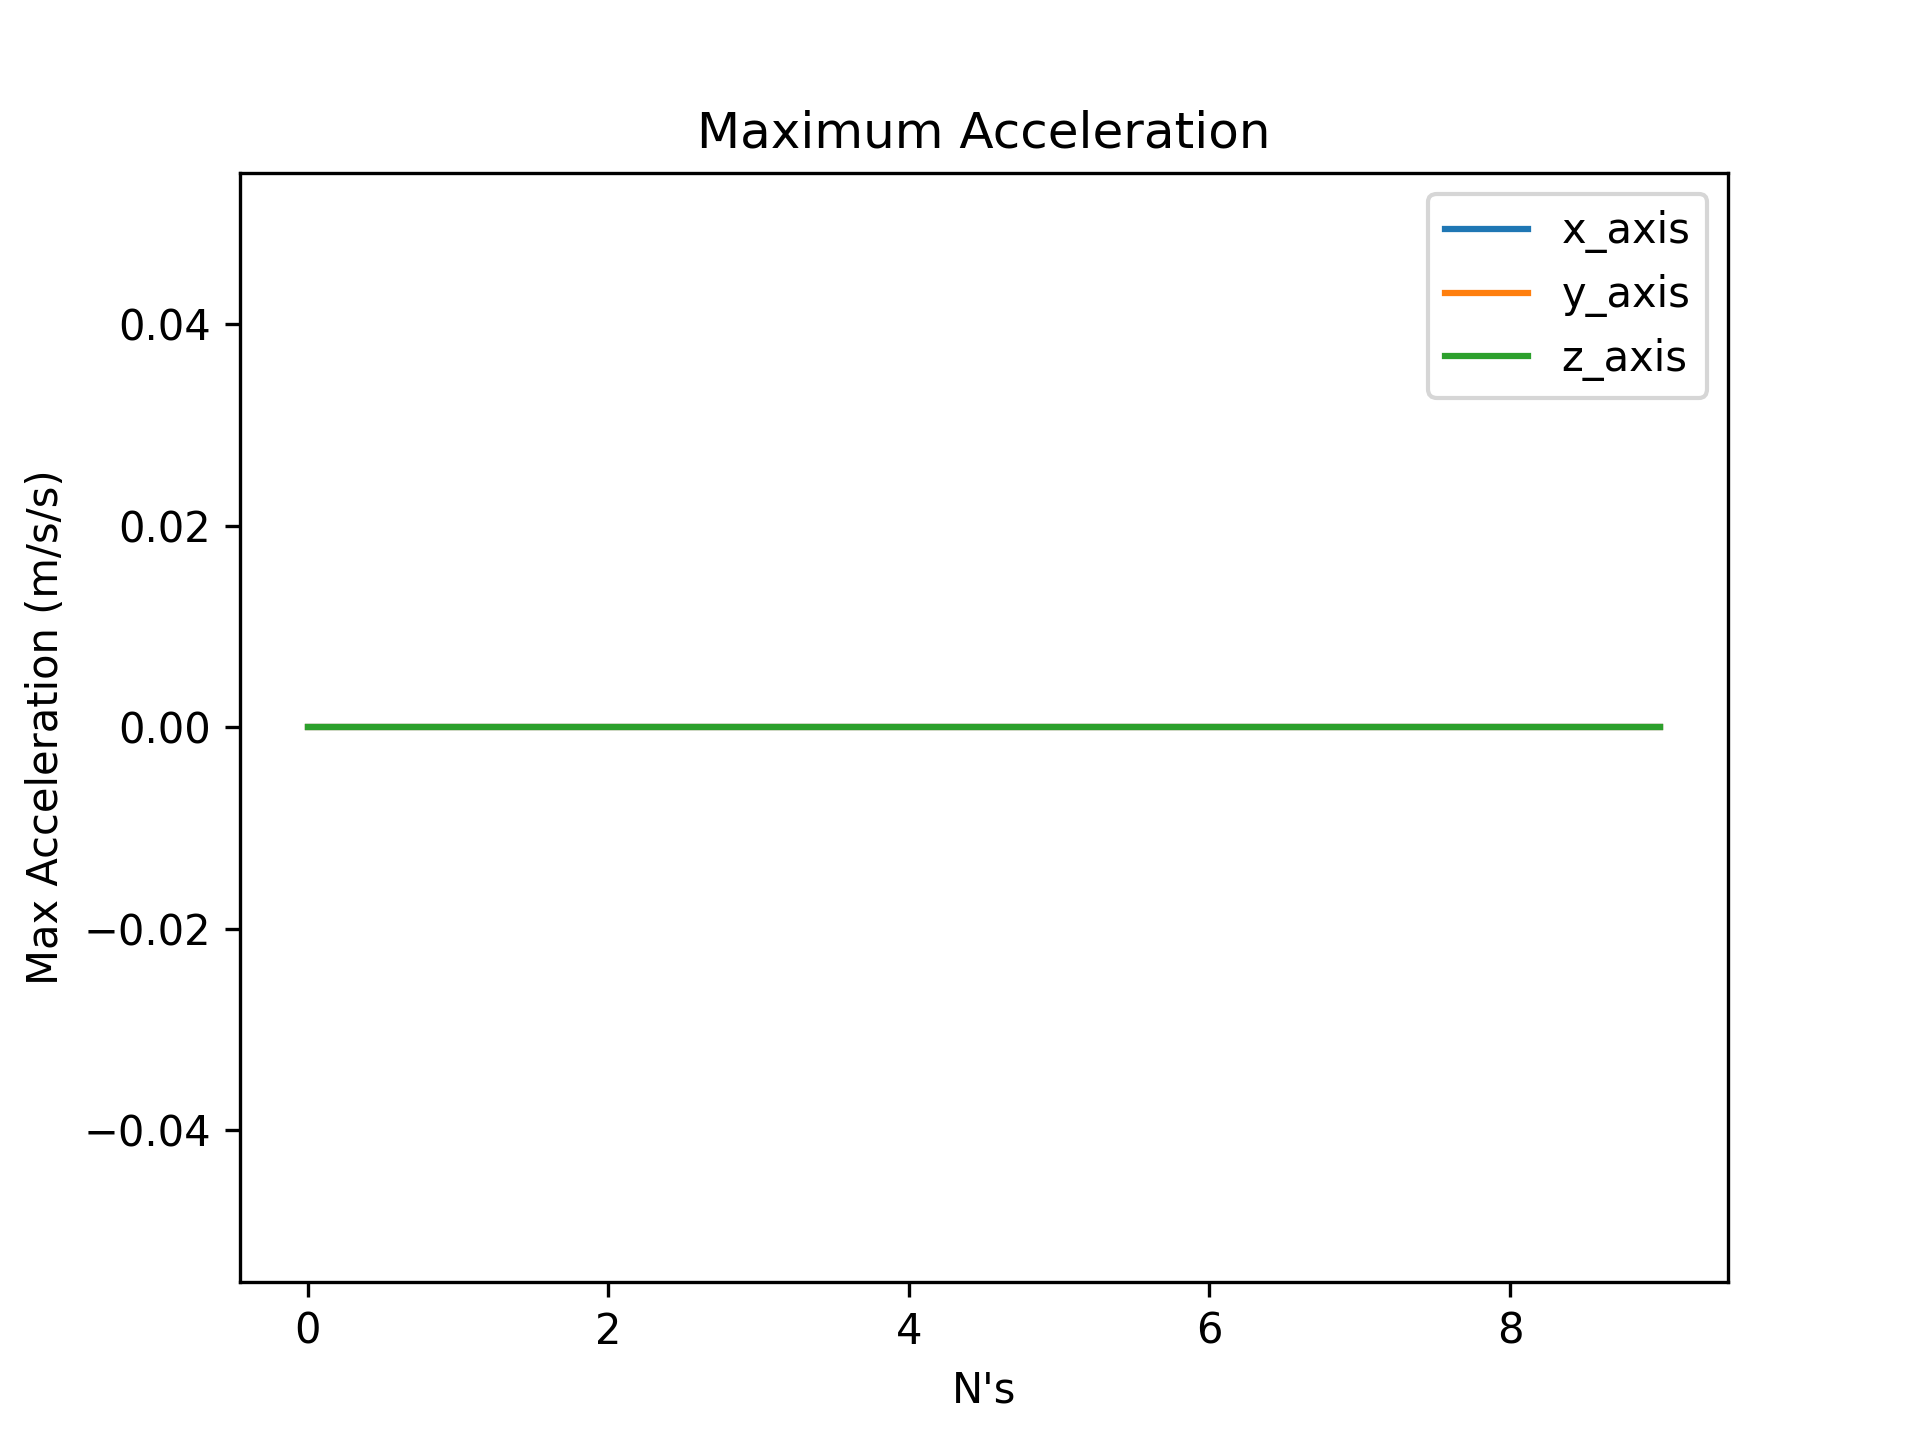 Maximum Acceleration
x_axis
y_axis
z_axis
Max Acceleration (m/s/s)
0.04
0.02
0.00
−0.02
−0.04
0 2 4 6 8
N's